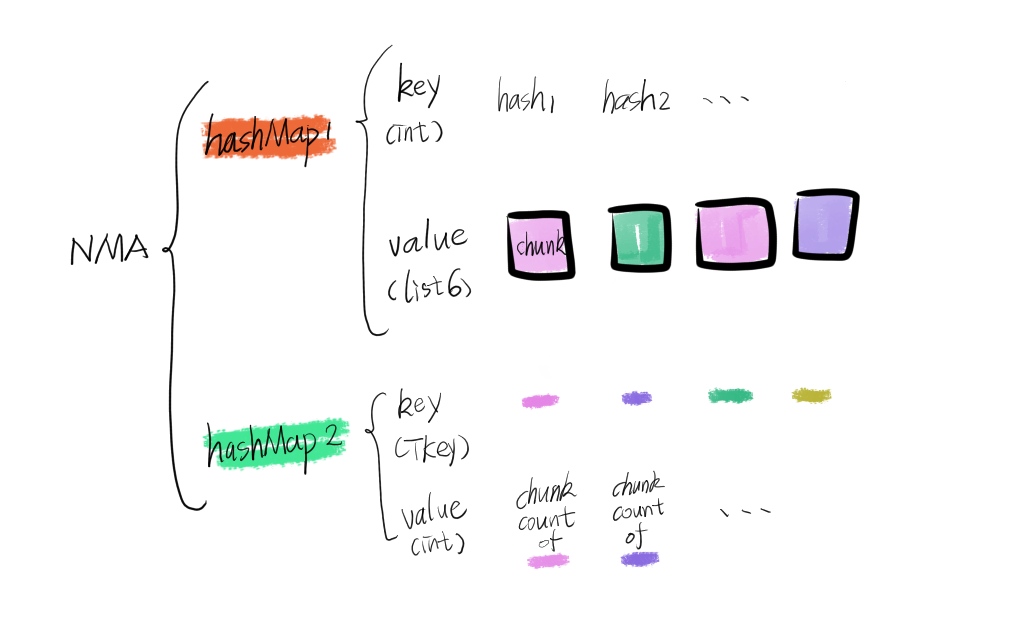 key
hash1 hash2 ...
(int)
hashMap1
NMA
value
(list6)
chunk
key
(Tkey)
hashMap2
value
(int)
chunk count of
chunk count of
...